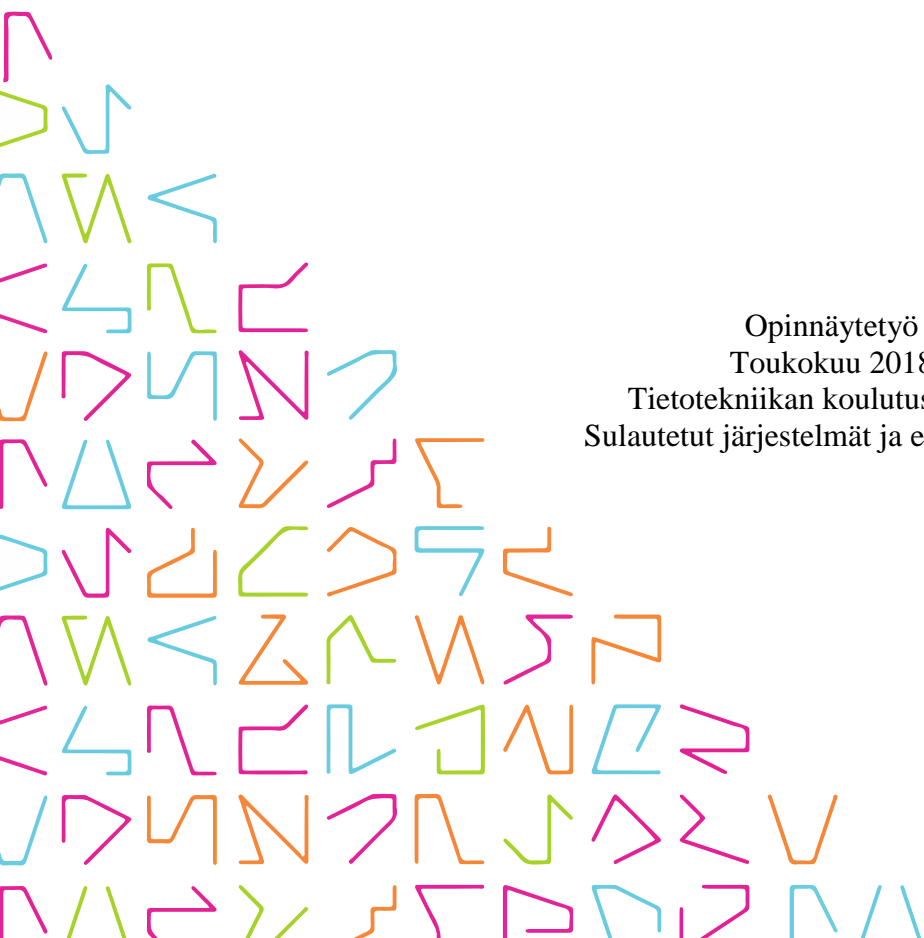 Opinnäytetyö
Toukokuu 2018
Tietotekniikan koulutus
Sulautetut järjestelmät ja e